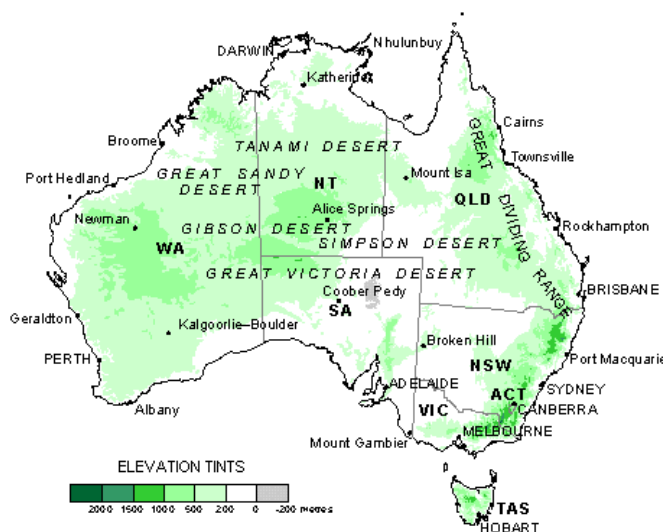 DARWIN
Nhulunbuy
Katherine
Cairns
Broome
TANAMI DESERT
GREAT
Townsville
Port Hedland
GREAT SANDY
DESERT
NT
Mount Isa
QLD
Newman
Alice Springs
DIVIDING RANGE
Rockhampton
GIBSON DESERT
SIMPSON DESERT
WA
GREAT VICTORIA DESERT
Coober Pedy
BRISBANE
SA
Geraldton
Kalgoorlie–Boulder
Broken Hill
PERTH
NSW
Port Macquarie
ADELAIDE
SYDNEY
ACT
Albany
VIC
CANBERRA
Mount Gambier
MELBOURNE
ELEVATION TINTS
2000 1500 1000 500 200 0 -200 Metres
TAS
HOBART